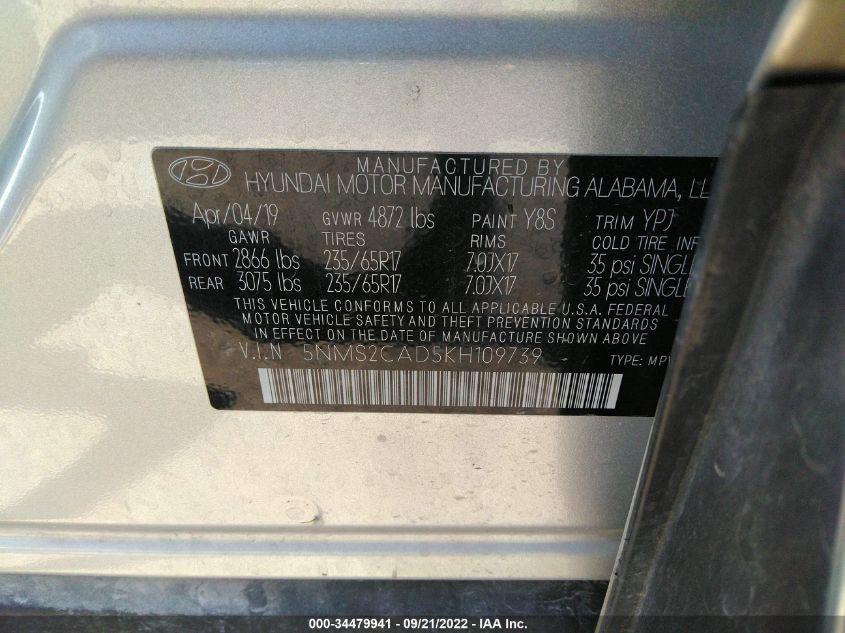 MANUFACTURED BY
HYUNDAI MOTOR MANUFACTURING ALABAMA, LL
Apr/04/19 GVWR 4872 lbs PAINT Y8S TRIM YPJ
GAWR TIRES RIMS COLD TIRE INF
FRONT 2866 lbs 235/65R17 7.0JX17 35 psi SINGLE
REAR 3075 lbs 235/65R17 7.0JX17 35 psi SINGLE
THIS VEHICLE CONFORMS TO ALL APPLICABLE U.S.A. FEDERAL
MOTOR VEHICLE SAFETY AND THEFT PREVENTION STANDARDS
IN EFFECT ON THE DATE OF MANUFACTURE SHOWN ABOVE
V.I.N 5NMS2CAD5KH109739 TYPE: MPV
000-34479941 - 09/21/2022 - IAA Inc.